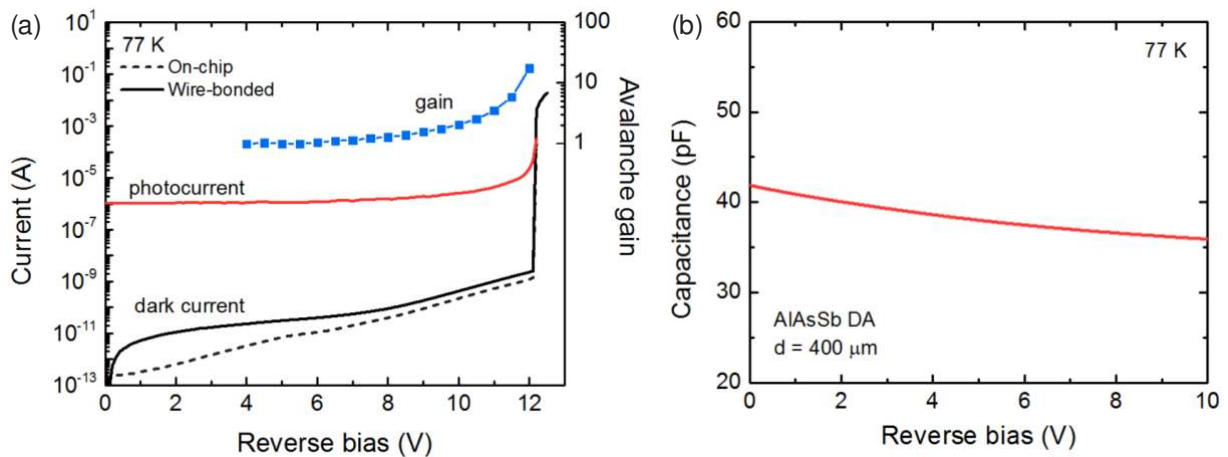 (a)
77 K
On-chip
Wire-bonded
gain
photocurrent
dark current
Current (A)
10^1
10^-1
10^-3
10^-5
10^-7
10^-9
10^-11
10^-13
0 2 4 6 8 10 12
Reverse bias (V)
100
10
1
Avalanche gain
(b)
77 K
AlAsSb DA
d = 400 μm
Capacitance (pF)
60
50
40
30
20
0 2 4 6 8 10
Reverse bias (V)